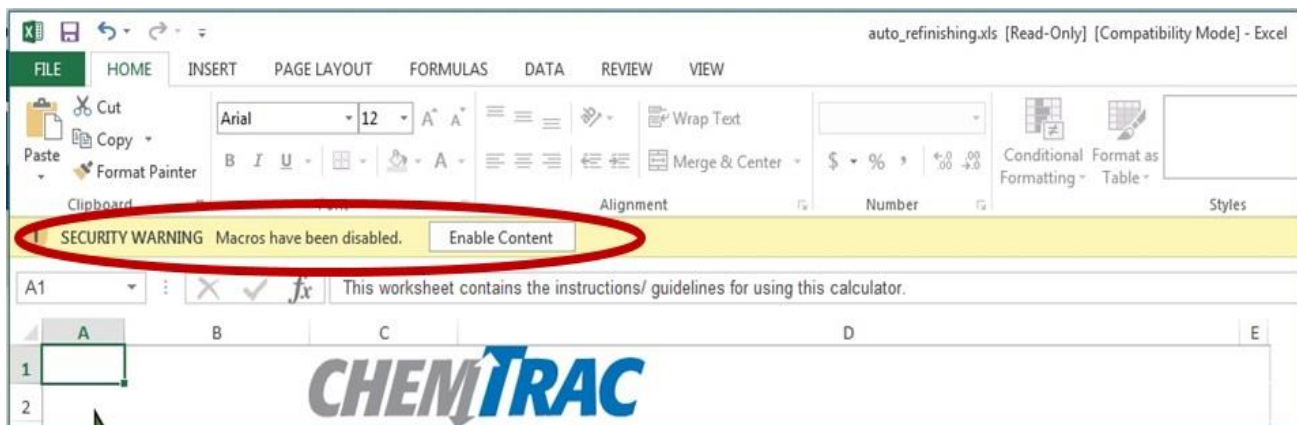 auto_refinishing.xls [Read-Only] [Compatibility Mode] - Excel
FILE HOME INSERT PAGE LAYOUT FORMULAS DATA REVIEW VIEW
Cut
Copy
Format Painter
Paste
Clipboard
Arial 12 A A
B I U A
Wrap Text
Merge & Center
Alignment
$ % ,
Number
Conditional Formatting
Format as Table
Styles
SECURITY WARNING Macros have been disabled. Enable Content
A1 fx This worksheet contains the instructions/ guidelines for using this calculator.
A B C D E
1
CHEMTRAC
2